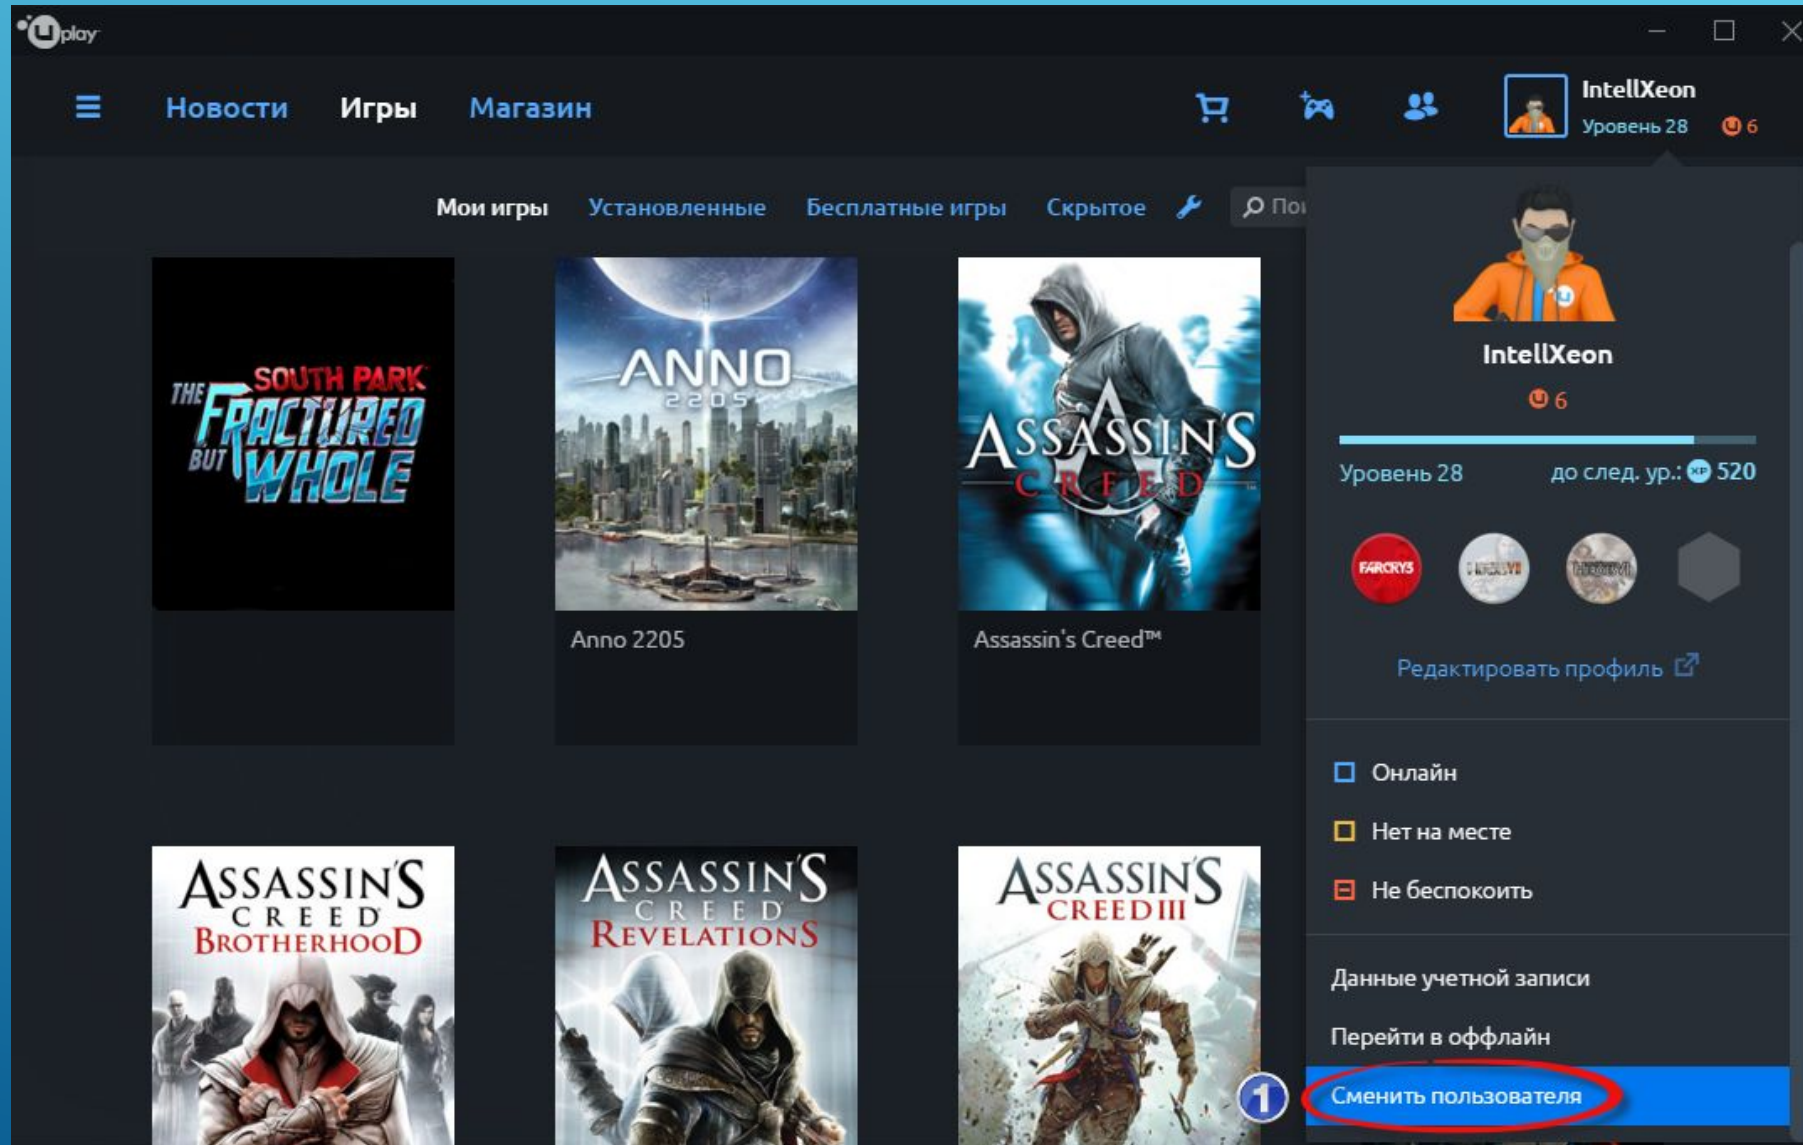 Uplay
Новости Игры Магазин
IntellXeon
Уровень 28 6
Мои игры Установленные Бесплатные игры Скрытое
SOUTH PARK
THE FRACTURED
BUT WHOLE
ANNO
2205
ASSASSIN'S
CREED™
Anno 2205
Assassin's Creed™
ASSASSIN'S
CREED
BROTHERHOOD
ASSASSIN'S
CREED
REVELATIONS
ASSASSIN'S
CREED III
IntellXeon
6
Уровень 28 до след. ур.: XP 520
FARCRY3
Редактировать профиль
Онлайн
Нет на месте
Не беспокоить
Данные учетной записи
Перейти в оффлайн
1 Сменить пользователя